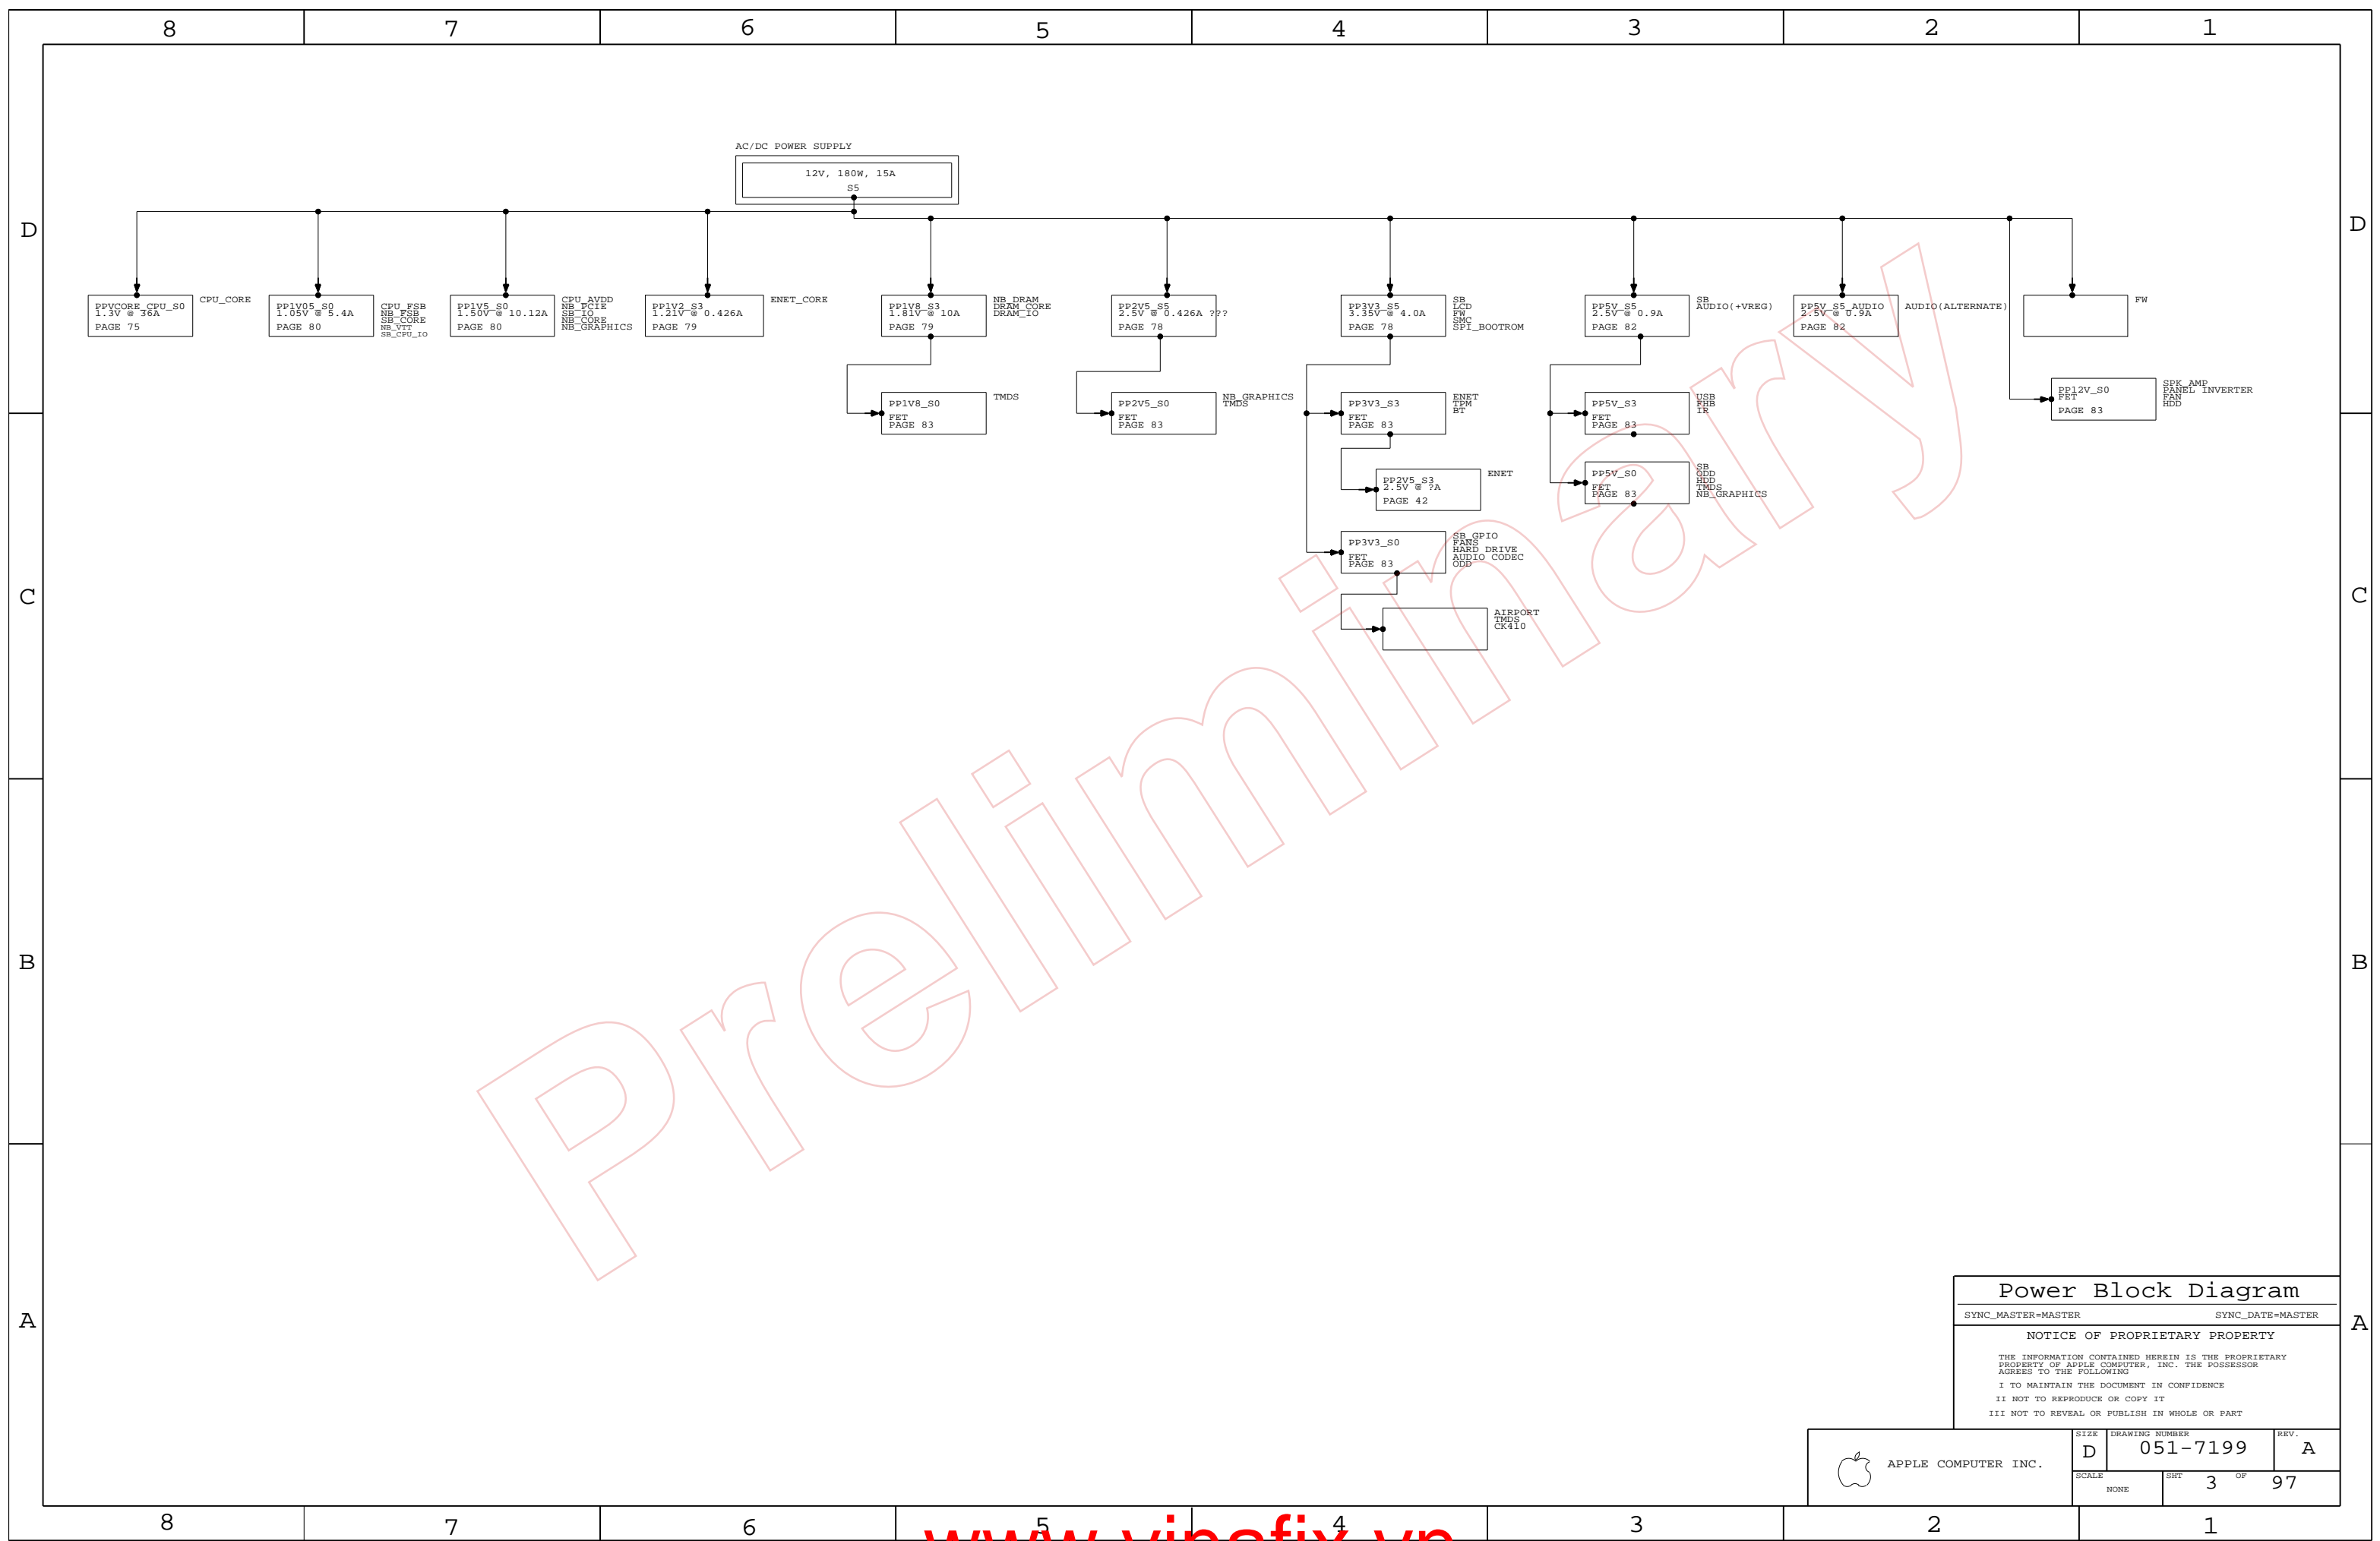 8 7 6 5 4 3 2 1
D
D
AC/DC POWER SUPPLY
12V, 180W, 15A
S5
PPVCORE_CPU_S0
1.3V @ 36A
PAGE 75
CPU_CORE
PP1V05_S0
1.05V @ 5.4A
PAGE 80
CPU_FSB
NB_FSB
SB_CORE
NB_VTT
SB_CPU_IO
PP1V5_S0
1.50V @ 10.12A
PAGE 80
CPU_AVDD
NB_PCIE
SB_IO
NB_CORE
NB_GRAPHICS
PP1V2_S3
1.21V @ 0.426A
PAGE 79
ENET_CORE
PP1V8_S3
1.81V @ 10A
PAGE 79
NB_DRAM
DRAM_CORE
DRAM_IO
PP2V5_S5
2.5V @ 0.426A ???
PAGE 78
PP3V3_S5
3.35V @ 4.0A
PAGE 78
SB
LCD
FW
SMC
SPI_BOOTROM
PP5V_S5
2.5V @ 0.9A
PAGE 82
SB
AUDIO(+VREG)
PP5V_S5_AUDIO
2.5V @ 0.9A
PAGE 82
AUDIO(ALTERNATE)
FW
PP1V8_S0
FET
PAGE 83
TMDS
PP2V5_S0
FET
PAGE 83
NB_GRAPHICS
TMDS
PP3V3_S3
FET
PAGE 83
ENET
TPM
BT
PP5V_S3
FET
PAGE 83
USB
FHB
IR
PP12V_S0
FET
PAGE 83
SPK_AMP
PANEL INVERTER
FAN
HDD
PP2V5_S3
2.5V @ ?A
PAGE 42
ENET
PP5V_S0
FET
PAGE 83
SB
ODD
HDD
TMDS
NB_GRAPHICS
PP3V3_S0
FET
PAGE 83
SB_GPIO
FANS
HARD DRIVE
AUDIO CODEC
ODD
AIRPORT
TMDS
CK410
C
C
Preliminary
B
B
A
A
Power Block Diagram
SYNC_MASTER=MASTER SYNC_DATE=MASTER
NOTICE OF PROPRIETARY PROPERTY
THE INFORMATION CONTAINED HEREIN IS THE PROPRIETARY
PROPERTY OF APPLE COMPUTER, INC. THE POSSESSOR
AGREES TO THE FOLLOWING
I TO MAINTAIN THE DOCUMENT IN CONFIDENCE
II NOT TO REPRODUCE OR COPY IT
III NOT TO REVEAL OR PUBLISH IN WHOLE OR PART
APPLE COMPUTER INC.
SIZE
D
DRAWING NUMBER
051-7199
REV.
A
SCALE
NONE
SHT 3 OF 97
8 7 6 5 4 3 2 1
www.vinafix.vn